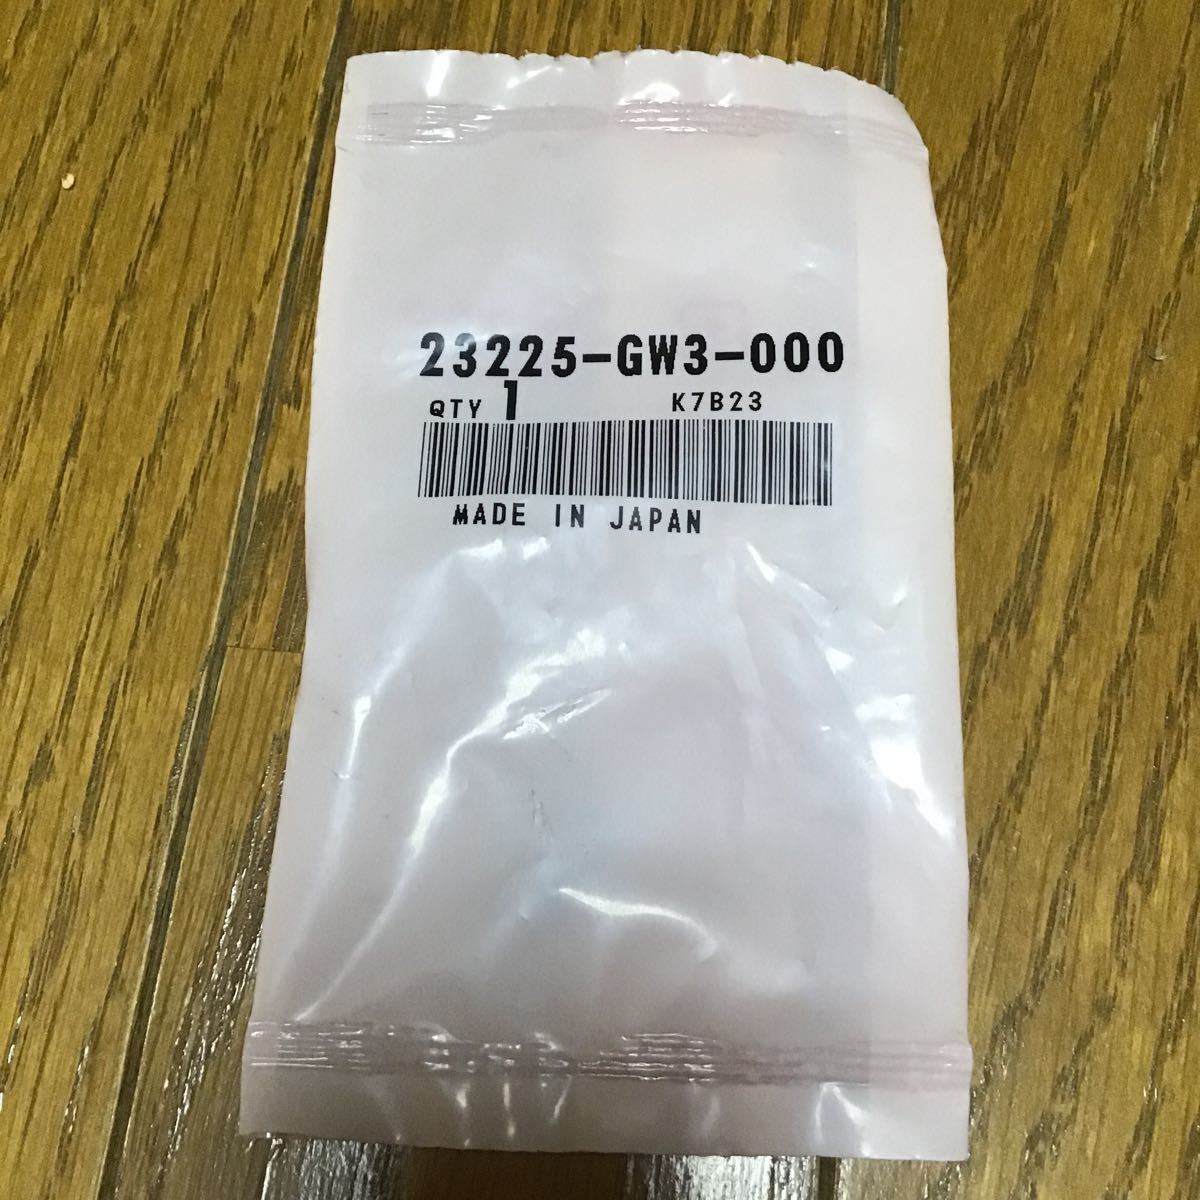 23225-GW3-000
QTY 1 K7B23
MADE IN JAPAN